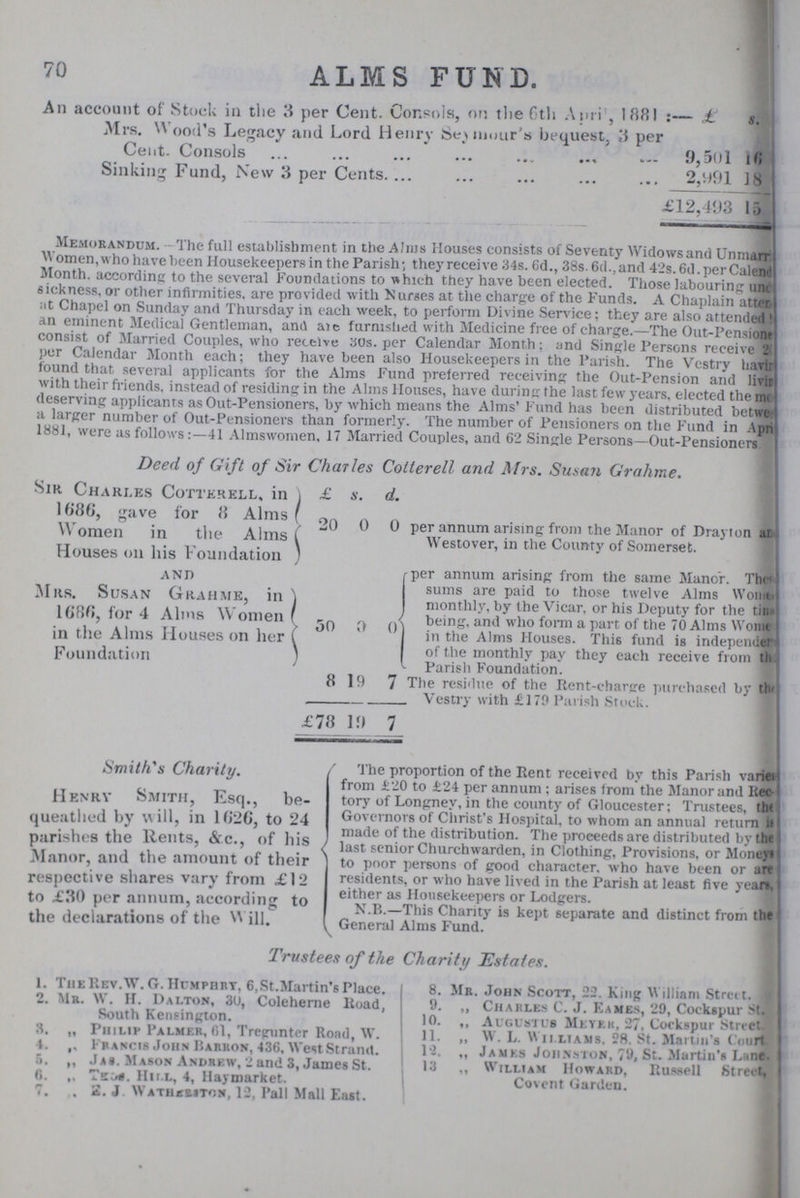 70
ALMS FUND.
An account of Stock in the 3 per Cent. Consols, on the 6th April, 1881 :— £ s.
Mrs. Wood's Legacy and Lord Henry Seymour's bequest, 3 per
Cent. Consols ... ... ... ... ... ... ... 9,501 16
Sinking Fund, New 3 per Cents. ... ... ... ... ... 2,991 18
£12,493 15
MEMORANDUM.—The full establishment in the Alms Houses consists of Seventy Widows and Unmarr
Women, who have been Housekeepers in the Parish; they receive 34s. 6d., 38s. 6d., and 42s. 6d. per Calend
Month. according to the several Foundations to which they have been elected. Those labouring und
sickness, or other infirmities, are provided with Nurses at the charge of the Funds. A Chaplain atten
at Chapel on Sunday and Thursday in each week, to perform Divine Service; they are also attended
an eminent Medical Gentleman, and are furnished with Medicine free of charge.—The Out-Pensione
consist of Married Couples, who receive 30s. per Calendar Month; and Single Persons receive 2
per Calendar Month each; they have been also Housekeepers in the Parish. The Vestry havin
found that several applicants for the Alms Fund preferred receiving the Out-Pension and livin
with their friends, instead of residing in the Alms Houses, have during the last few years, elected the mo
deserving applicants as Out-Pensioners, by which means the Alms' Fund has been distributed betwe
a larger number of Out-Pensioners than formerly. The number of Pensioners on the Fund in Apri
1881, were as follows:—41 Almswomen, 17 Married Couples, and 62 Single Persons—Out-Pensioners
Deed of Gift of Sir Charles Cotterell and Mrs. Susan Grahme.
SIR CHARLES COTTERELL, in £ s. d.
1686, gave for 8 Alms
Women in the Alms 20 0 0 per annum arising from the Manor of Drayton an
Houses on his Foundation Westover, in the County of Somerset.
AND per annum arising from the same Manor. The
MRS. SUSAN GRAHME, in sums are paid to those twelve Alms Wom
1686, for 4 Alms Women monthly, by the Vicar, or his Deputy for the tim
in the Alms Houses on her 50 0 0 being, and who form a part of the 70 Alms Wome
Foundation in the Alms Houses. This fund is independen
of the monthly pay they each receive from th
Parish Foundation.
8 19 7 The residue of the Rent-charge purchased by the
Vestry with £179 Parish Stock.
£78 19 7
Smith's Charity.
HENRY SMITH, Esq., be-
queathed by will, in 1626, to 24
parishes the Rents, &c., of his
Manor, and the amount of their
respective shares vary from £12
to £30 per annum, according to
the declarations of the Will.
The proportion of the Rent received by this Parish varies
from £20 to £24 per annum; arises from the Manor and Rec-
tory of Longney, in the county of Gloucester; Trustees, the
Governors of Christ's Hospital, to whom an annual return is
made of the distribution. The proceeds are distributed by the
last senior Churchwarden, in Clothing, Provisions, or Moneys
to poor persons of good character, who have been or are
residents, or who have lived in the Parish at least five years,
either as Housekeepers or Lodgers.
N.B.—This Charity is kept separate and distinct from the
General Alms Fund.
Trustees of the Charity Estates.
1. THE REV. W. G. HUMPHRY, 6, St. Martin's Place.
2. MR. W. H. DALTON, 30, Coleherne Road,
South Kensington.
3. „ PHILIP PALMER, 61, Tregunter Road, W.
4. „ FRANCIS JOHN BARRON, 436, West Strand.
5. „ JAS. MASON ANDREW, 2 and 3, James St.
6. „ THOS. HILL, 4, Haymarket.
7. „ E. J. WATHERSTON, 12, Pall Mall East.
8. MR. JOHN SCOTT, 22, King William Street.
9. „ CHARLES C. J. EAMES, 29, Cockspur St.
10. „ AUGUSTUS MEYER, 27, Cockspur Street.
11. „ W. L. WILLIAMS, 28, St. Martin's Court
12. „ JAMES JOHNSTON, 79, St. Martin's Lane.
13 „ WILLIAM HOWARD, Russell Street,
Covent Garden.